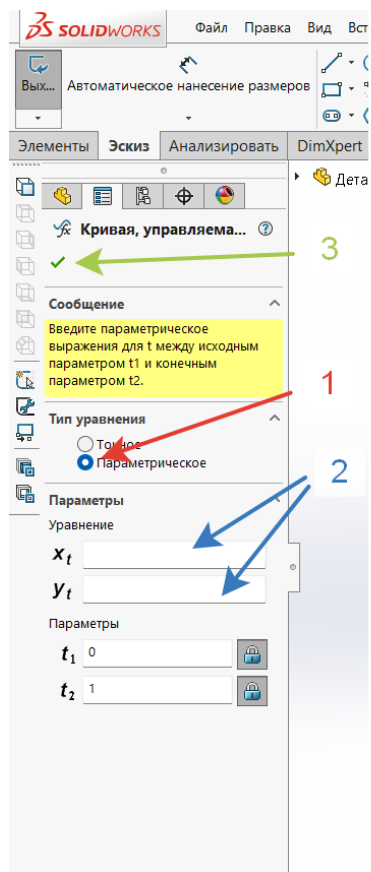 SOLIDWORKS Файл Правка Вид Вст
Вых... Автоматическое нанесение размеров
Элементы Эскиз Анализировать DimXpert
Дета
Кривая, управляема...
3
Сообщение
Введите параметрическое
выражения для t между исходным
параметром t1 и конечным
параметром t2.
1
Тип уравнения
Точное
Параметрическое
2
Параметры
Уравнение
xt
yt
Параметры
t1 0
t2 1